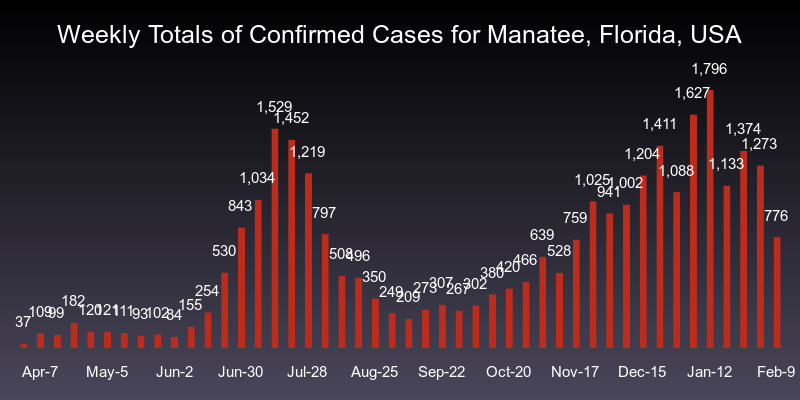 Weekly Totals of Confirmed Cases for Manatee, Florida, USA
37 109 99 182 120 121 111 93 102 84 155 254 530 843 1,034 1,529 1,452 1,219 797 508 496 350 249 209 273 307 267 302 380 420 466 639 528 759 1,025 941 1,002 1,204 1,411 1,088 1,627 1,796 1,133 1,374 1,273 776
Apr-7 May-5 Jun-2 Jun-30 Jul-28 Aug-25 Sep-22 Oct-20 Nov-17 Dec-15 Jan-12 Feb-9